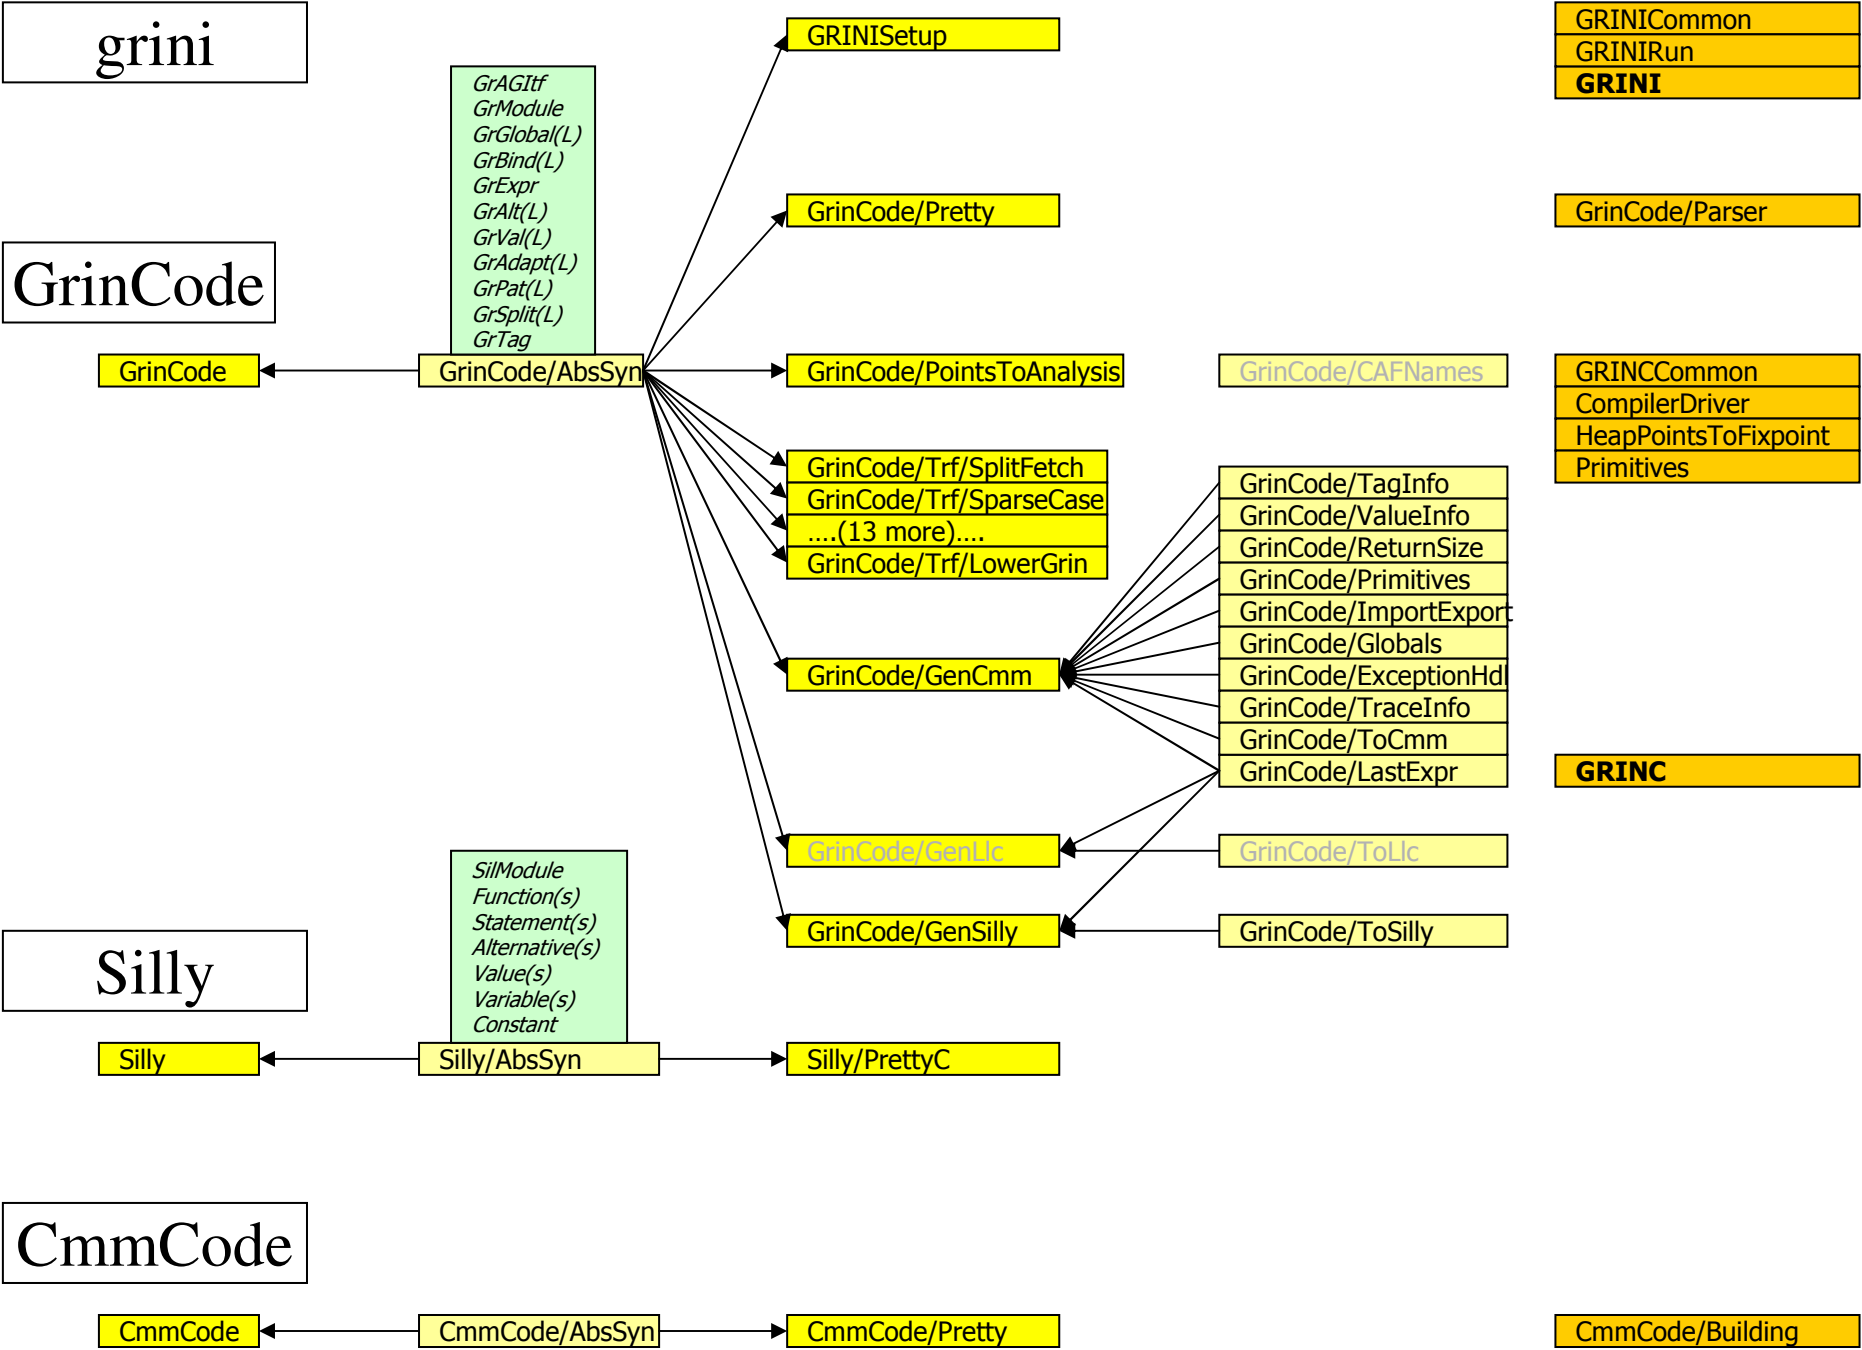 grini
GRINISetup
GRINICommon
GRINIRun
GRINI
GrAGItf
GrModule
GrGlobal(L)
GrBind(L)
GrExpr
GrAlt(L)
GrVal(L)
GrAdapt(L)
GrPat(L)
GrSplit(L)
GrTag
GrinCode/Pretty
GrinCode/Parser
GrinCode
GrinCode
GrinCode/AbsSyn
GrinCode/PointsToAnalysis
GrinCode/CAFNames
GRINCCommon
CompilerDriver
HeapPointsToFixpoint
Primitives
GrinCode/Trf/SplitFetch
GrinCode/Trf/SparseCase
....(13 more)....
GrinCode/Trf/LowerGrin
GrinCode/TagInfo
GrinCode/ValueInfo
GrinCode/ReturnSize
GrinCode/Primitives
GrinCode/ImportExport
GrinCode/Globals
GrinCode/ExceptionHdl
GrinCode/TraceInfo
GrinCode/ToCmm
GrinCode/LastExpr
GrinCode/GenCmm
GRINC
GrinCode/GenLlc
GrinCode/ToLlc
SilModule
Function(s)
Statement(s)
Alternative(s)
Value(s)
Variable(s)
Constant
GrinCode/GenSilly
GrinCode/ToSilly
Silly
Silly
Silly/AbsSyn
Silly/PrettyC
CmmCode
CmmCode
CmmCode/AbsSyn
CmmCode/Pretty
CmmCode/Building